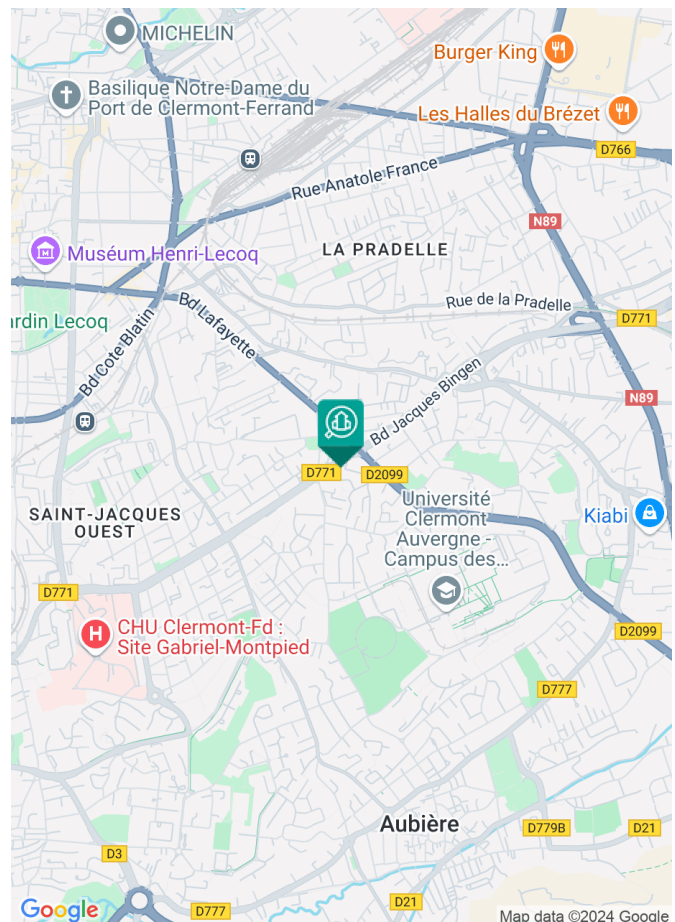 MICHELIN
Burger King
Basilique Notre-Dame du
Port de Clermont-Ferrand
Les Halles du Brézet
D766
Rue Anatole France
N89
Muséum Henri-Lecoq
LA PRADELLE
Rue de la Pradelle
D771
ardin Lecoq
Bd Lafayette
Bd Cote Blatin
Bd Jacques Bingen
N89
D771
D2099
Université
Clermont
Auvergne -
Campus des...
SAINT-JACQUES
OUEST
Kiabi
D771
H
CHU Clermont-Fd :
Site Gabriel-Montpied
D2099
D777
Aubière
D779B
D21
D3
D21
D777
Google
Map data ©2024 Google